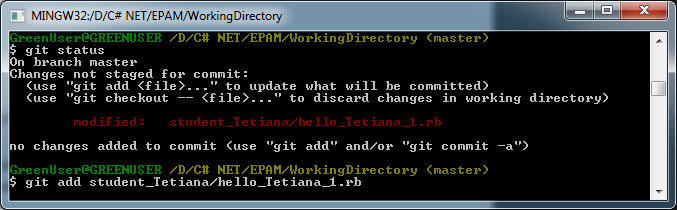 MINGW32:/D/C# NET/EPAM/WorkingDirectory
GreenUser@GREENUSER /D/C# NET/EPAM/WorkingDirectory (master)
$ git status
On branch master
Changes not staged for commit:
  (use "git add <file>..." to update what will be committed)
  (use "git checkout -- <file>..." to discard changes in working directory)
        modified:   student_Tetiana/hello_Tetiana_1.rb
no changes added to commit (use "git add" and/or "git commit -a")
GreenUser@GREENUSER /D/C# NET/EPAM/WorkingDirectory (master)
$ git add student_Tetiana/hello_Tetiana_1.rb